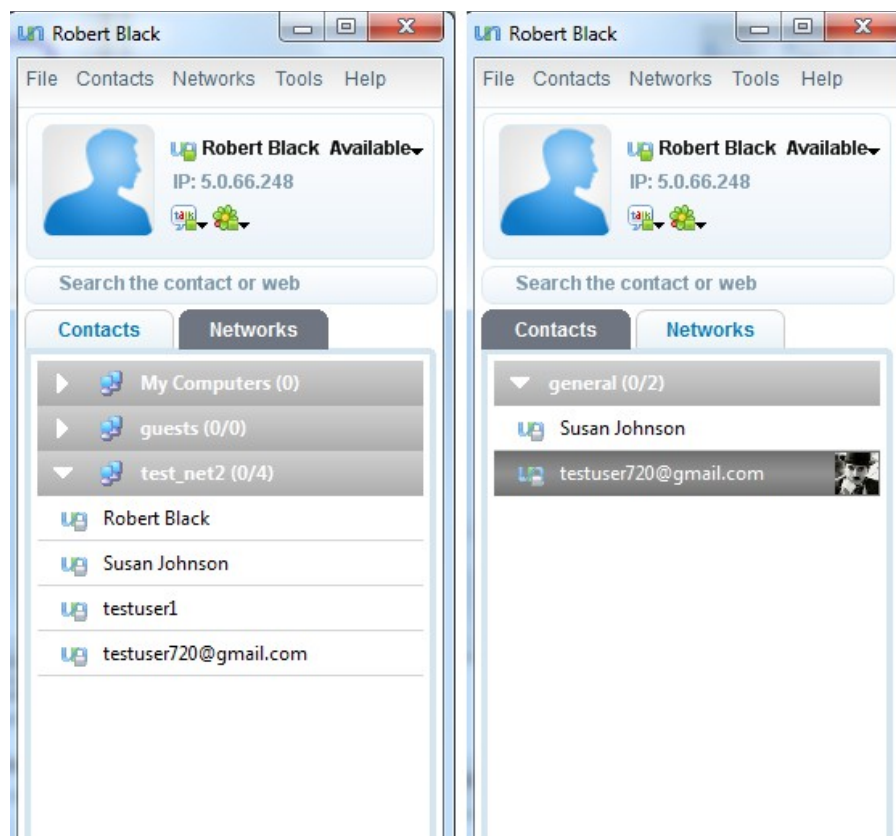 Robert Black
File Contacts Networks Tools Help
Robert Black Available
IP: 5.0.66.248
talk
Search the contact or web
Contacts Networks
My Computers (0)
guests (0/0)
test_net2 (0/4)
Robert Black
Susan Johnson
testuser1
testuser720@gmail.com
Robert Black
File Contacts Networks Tools Help
Robert Black Available
IP: 5.0.66.248
talk
Search the contact or web
Contacts Networks
general (0/2)
Susan Johnson
testuser720@gmail.com